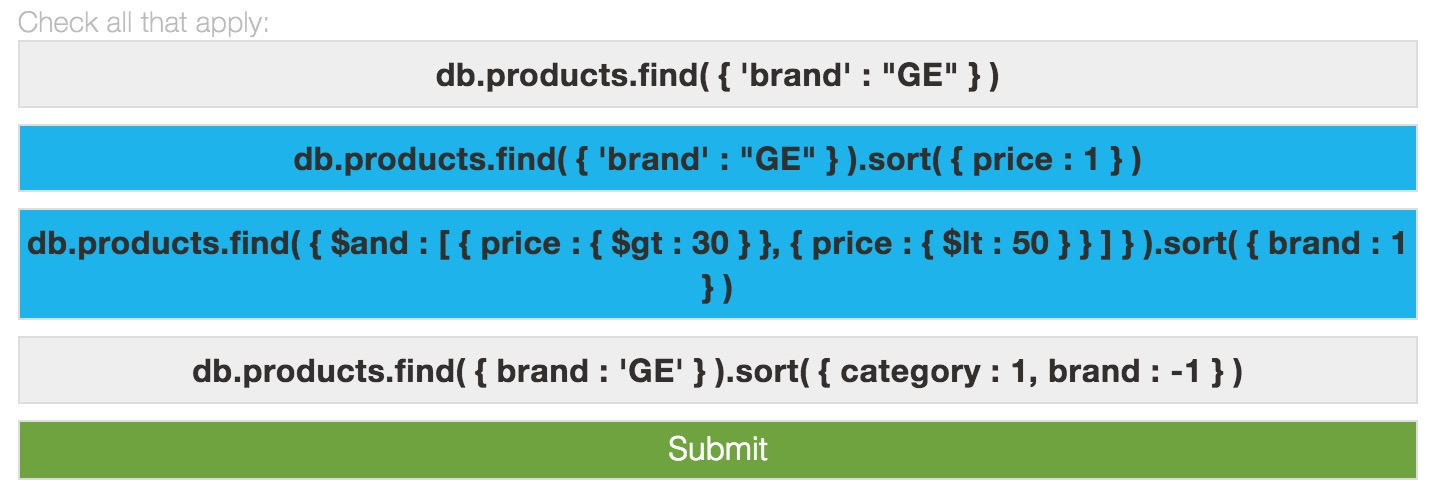 Check all that apply:
db.products.find( { 'brand' : "GE" } )
db.products.find( { 'brand' : "GE" } ).sort( { price : 1 } )
db.products.find( { $and : [ { price : { $gt : 30 } }, { price : { $lt : 50 } } ] } ).sort( { brand : 1
} )
db.products.find( { brand : 'GE' } ).sort( { category : 1, brand : -1 } )
Submit